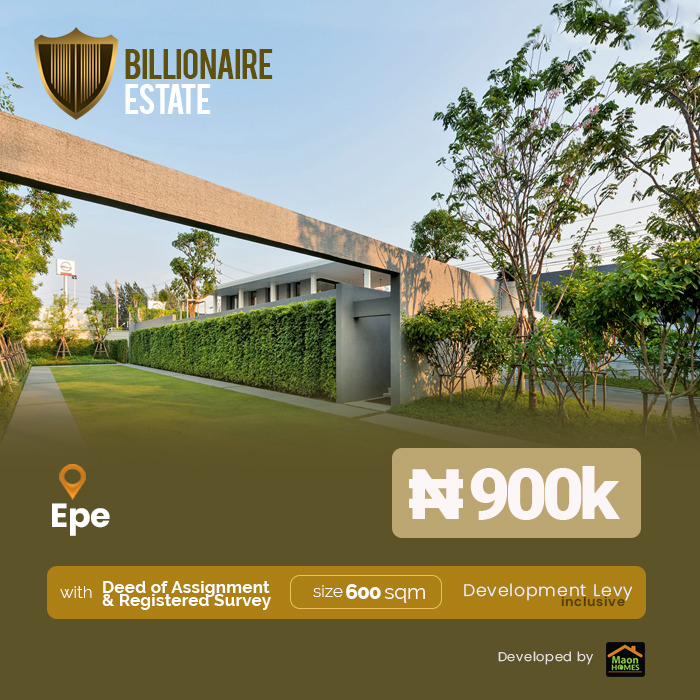 BILLIONAIRE
ESTATE
Epe
₦ 900k
with Deed of Assignment
& Registered Survey
size 600 sqm
Development Levy
inclusive
Developed by
Maon
HOMES